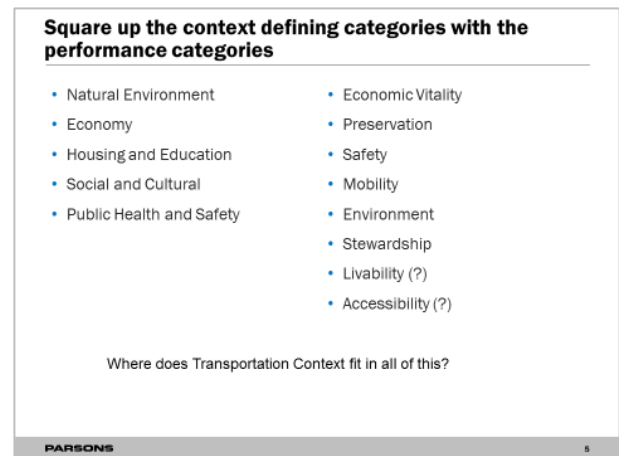 Square up the context defining categories with the
performance categories
• Natural Environment
• Economy
• Housing and Education
• Social and Cultural
• Public Health and Safety
• Economic Vitality
• Preservation
• Safety
• Mobility
• Environment
• Stewardship
• Livability (?)
• Accessibility (?)
Where does Transportation Context fit in all of this?
PARSONS
5